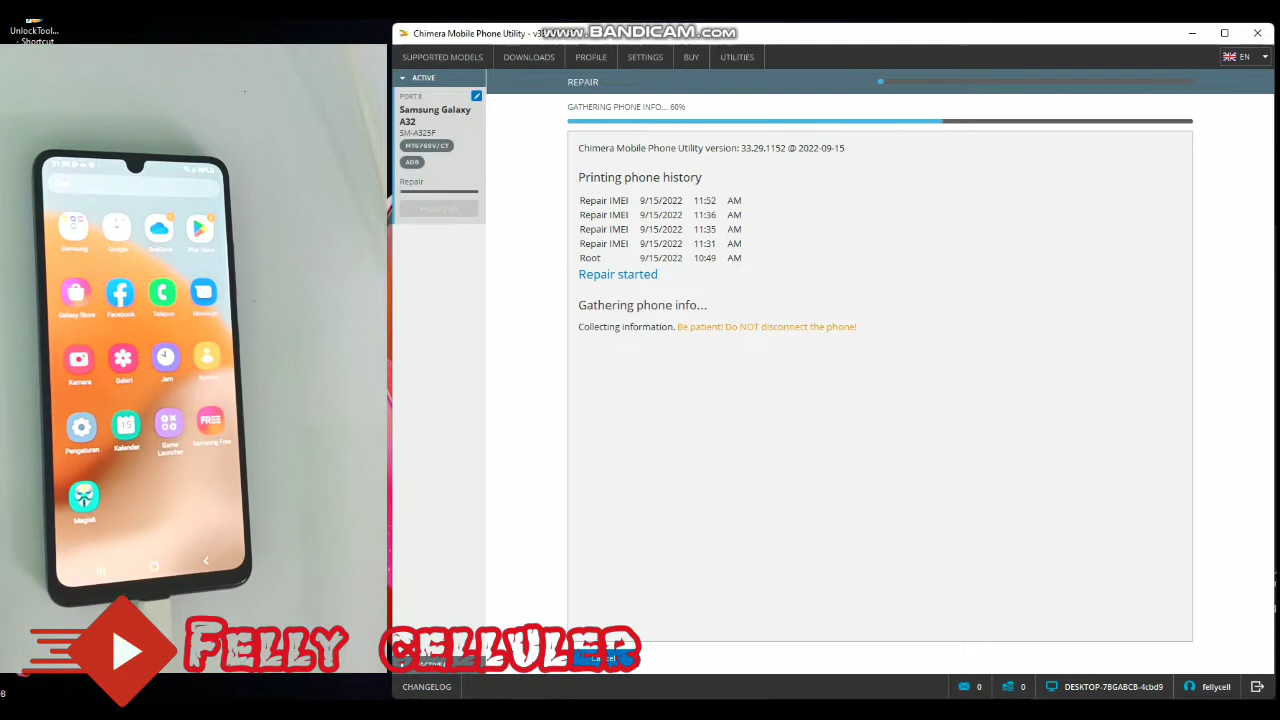 UnlockTool...
- Shortcut
Chimera Mobile Phone Utility - v3
www.BANDICAM.com
SUPPORTED MODELS
DOWNLOADS
PROFILE
SETTINGS
BUY
UTILITIES
EN
ACTIVE
REPAIR
PORT 8
Samsung Galaxy
A32
SM-A325F
MT6769V/CT
ADB
Repair
GATHERING PHONE INFO... 60%
Chimera Mobile Phone Utility version: 33.29.1152 @ 2022-09-15
Printing phone history
Repair IMEI 9/15/2022 11:52 AM
Repair IMEI 9/15/2022 11:36 AM
Repair IMEI 9/15/2022 11:35 AM
Repair IMEI 9/15/2022 11:31 AM
Root 9/15/2022 10:49 AM
Repair started
Gathering phone info...
Collecting information. Be patient! Do NOT disconnect the phone!
Samsung Google OneDrive Play Store
Galaxy Store Facebook Telepon Message
Kamera Galeri Jam
Pengaturan Kalender Game Launcher Samsung Free
FREE
15
Magisk
FELLY CELLULER
Cancel
CHANGELOG
0
0
DESKTOP-7BGABCB-4cbd9
fellycell